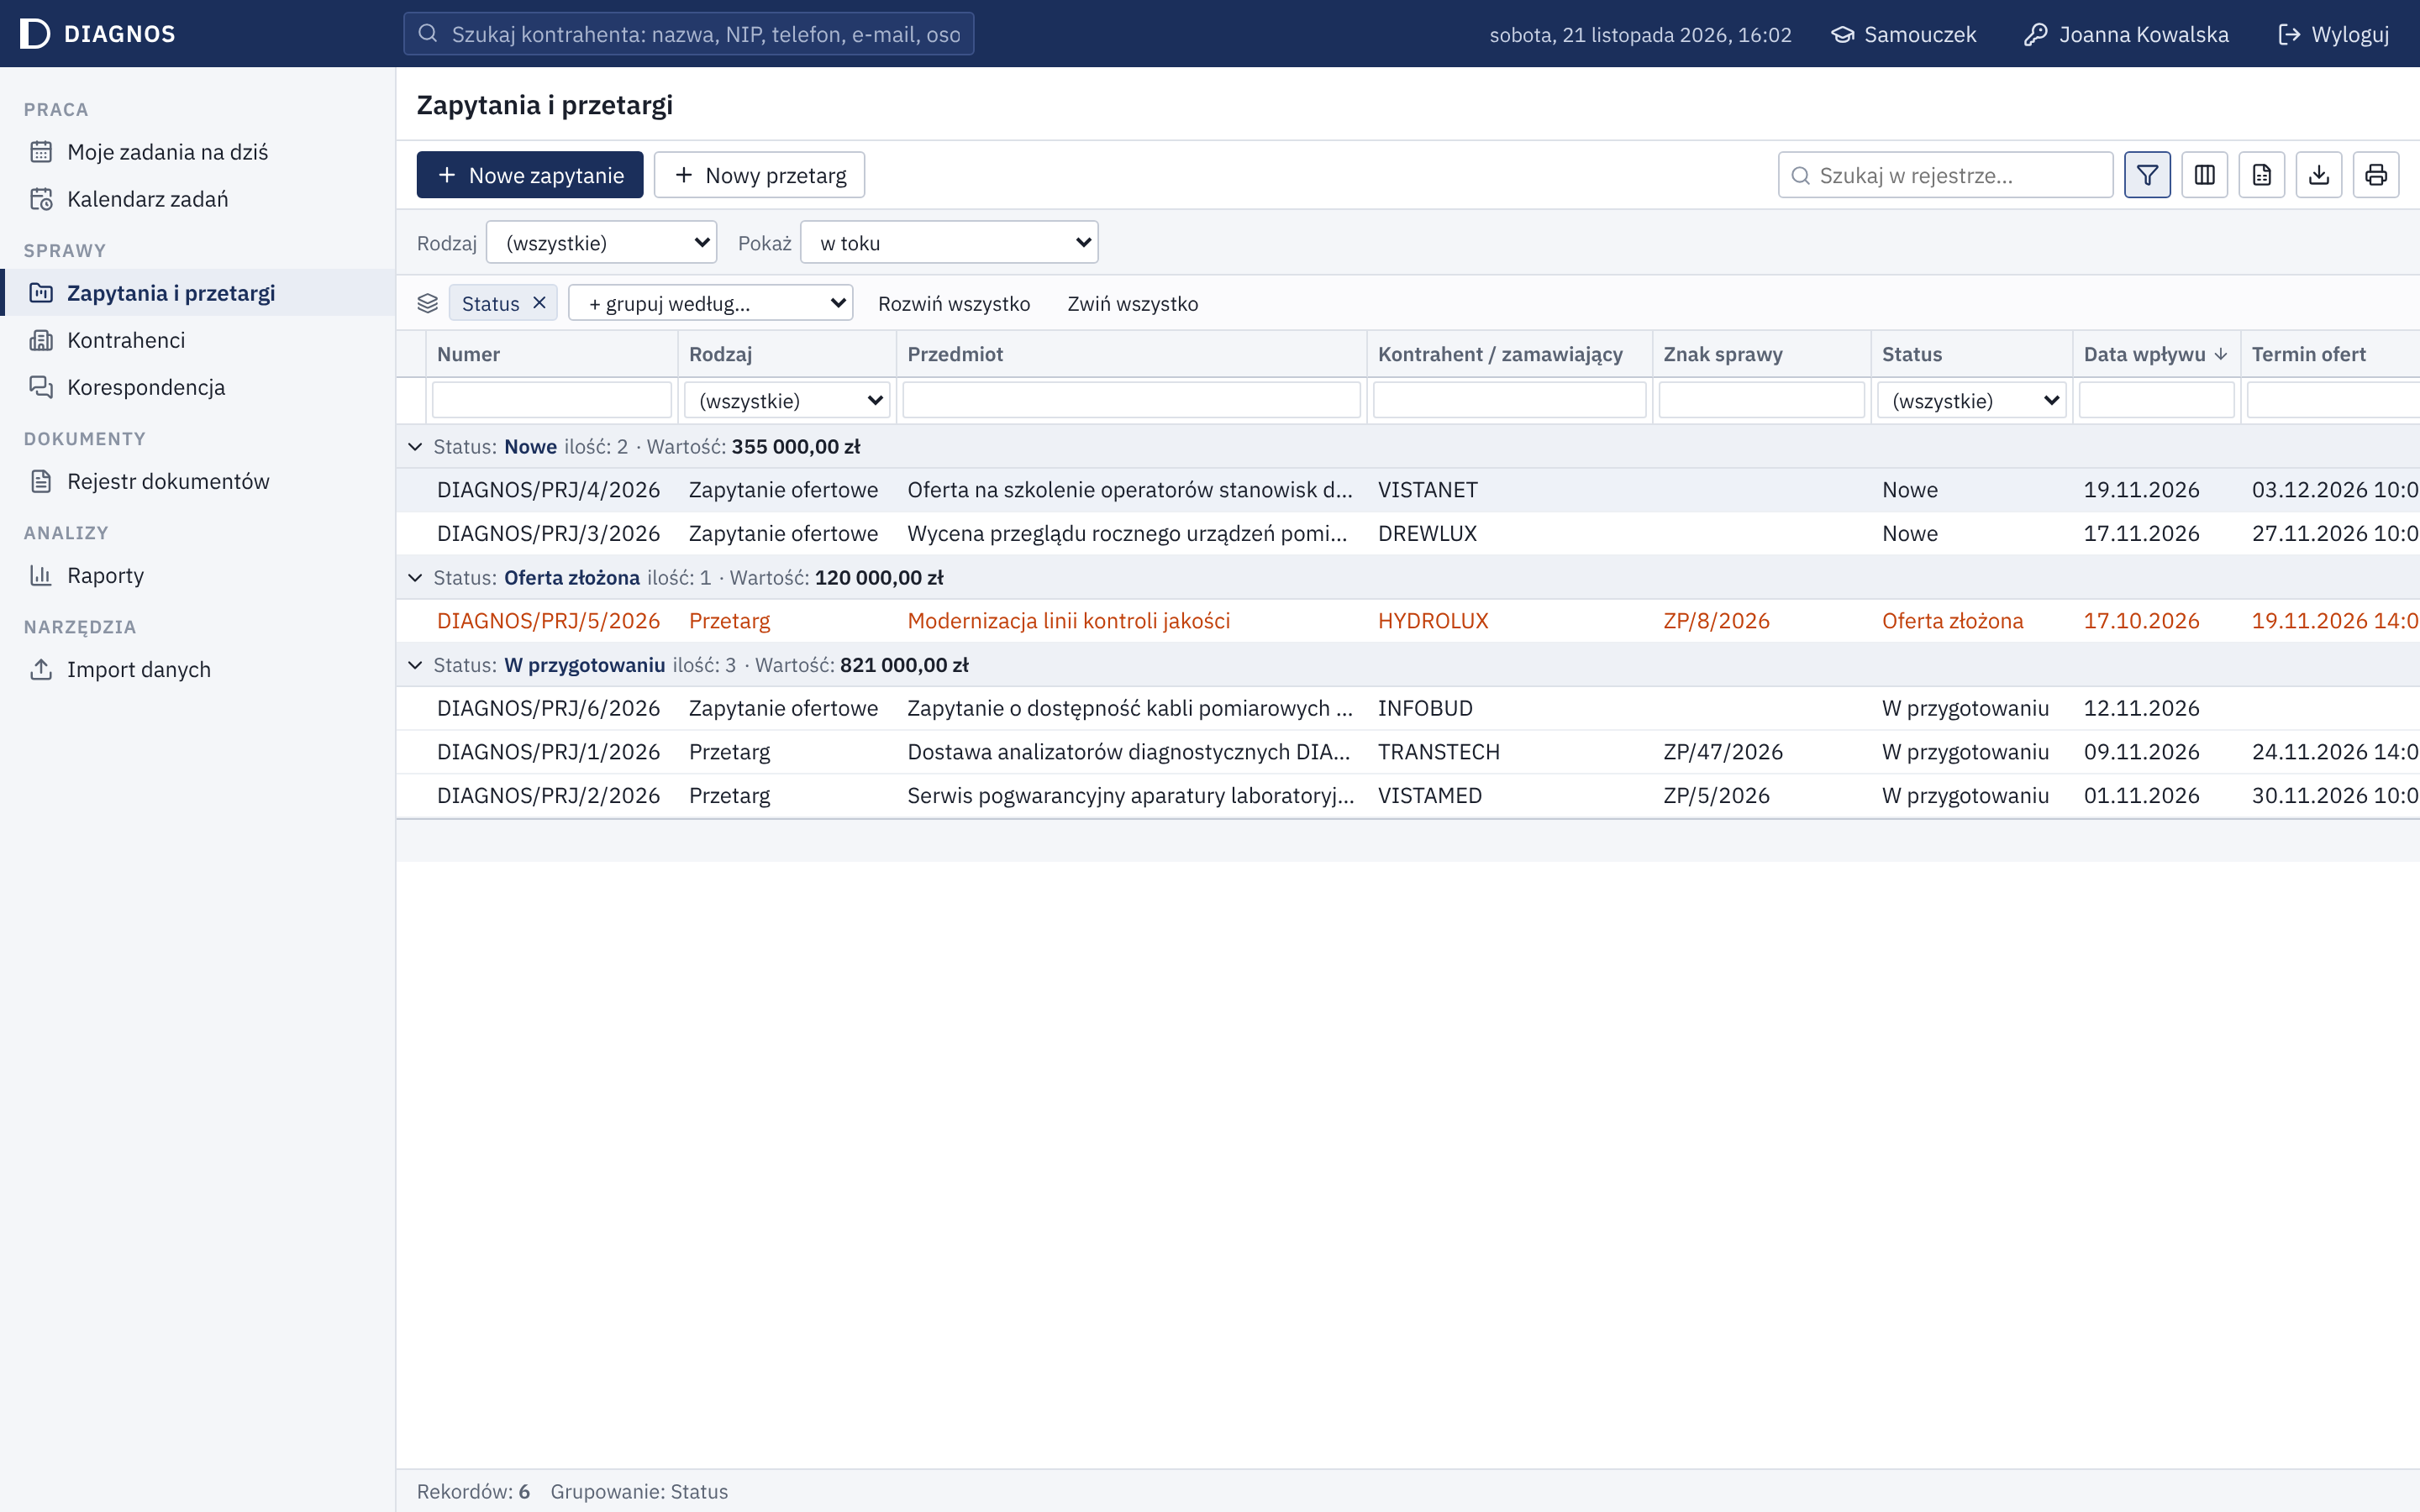 DIAGNOS
Szukaj kontrahenta: nazwa, NIP, telefon, e-mail, oso
sobota, 21 listopada 2026, 16:02
Samouczek
Joanna Kowalska
Wyloguj
PRACA
Moje zadania na dziś
Kalendarz zadań
SPRAWY
Zapytania i przetargi
Kontrahenci
Korespondencja
DOKUMENTY
Rejestr dokumentów
ANALIZY
Raporty
NARZĘDZIA
Import danych
Zapytania i przetargi
+ Nowe zapytanie
+ Nowy przetarg
Szukaj w rejestrze...
Rodzaj (wszystkie) Pokaż w toku
Status × + grupuj według... Rozwiń wszystko Zwiń wszystko
Numer Rodzaj Przedmiot Kontrahent / zamawiający Znak sprawy Status Data wpływu ↓ Termin ofert
(wszystkie) (wszystkie)
Status: Nowe ilość: 2 · Wartość: 355 000,00 zł
DIAGNOS/PRJ/4/2026 Zapytanie ofertowe Oferta na szkolenie operatorów stanowisk d... VISTANET Nowe 19.11.2026 03.12.2026 10:0
DIAGNOS/PRJ/3/2026 Zapytanie ofertowe Wycena przeglądu rocznego urządzeń pomi... DREWLUX Nowe 17.11.2026 27.11.2026 10:0
Status: Oferta złożona ilość: 1 · Wartość: 120 000,00 zł
DIAGNOS/PRJ/5/2026 Przetarg Modernizacja linii kontroli jakości HYDROLUX ZP/8/2026 Oferta złożona 17.10.2026 19.11.2026 14:0
Status: W przygotowaniu ilość: 3 · Wartość: 821 000,00 zł
DIAGNOS/PRJ/6/2026 Zapytanie ofertowe Zapytanie o dostępność kabli pomiarowych ... INFOBUD W przygotowaniu 12.11.2026
DIAGNOS/PRJ/1/2026 Przetarg Dostawa analizatorów diagnostycznych DIA... TRANSTECH ZP/47/2026 W przygotowaniu 09.11.2026 24.11.2026 14:0
DIAGNOS/PRJ/2/2026 Przetarg Serwis pogwarancyjny aparatury laboratoryj... VISTAMED ZP/5/2026 W przygotowaniu 01.11.2026 30.11.2026 10:0
Rekordów: 6 Grupowanie: Status